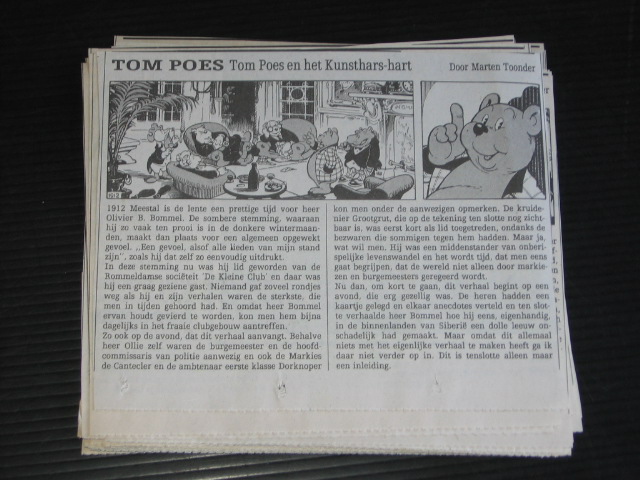 TOM POES Tom Poes en het Kunsthars-hart Door Marten Toonder
1912 Meestal is de lente een prettige tijd voor heer
Olivier B. Bommel. De sombere stemming, waaraan
hij zo vaak ten prooi is in de donkere wintermaan-
den, maakt dan plaats voor een algemeen opgewekt
gevoel. „Een gevoel, alsof alle leden van mijn stand
zijn", zoals hij dat zelf zo eenvoudig uitdrukt.
In deze stemming nu was hij lid geworden van de
Rommeldamse sociëteit 'De Kleine Club' en daar was
hij een graag geziene gast. Niemand gaf zoveel rondjes
weg als hij en zijn verhalen waren de sterkste, die
men in tijden gehoord had. En omdat heer Bommel
ervan houdt gevierd te worden, kon men hem bijna
dagelijks in het fraaie clubgebouw aantreffen.
Zo ook op de avond, dat dit verhaal aanvangt. Behalve
heer Ollie zelf waren de burgemeester en de hoofd-
commissaris van politie aanwezig en ook de Markies
de Cantecler en de ambtenaar eerste klasse Dorknoper
kon men onder de aanwezigen opmerken. De kruide-
nier Grootgrut, die op de tekening ten slotte nog zicht-
baar is, was eerst kort als lid toegetreden, ondanks de
bezwaren die sommigen tegen hem hadden. Maar ja,
wat wil men. Hij was een middenstander van onberi-
spelijke levenswandel en het wordt tijd, dat men eens
gaat begrijpen, dat de wereld niet alleen door markie-
zen en burgemeesters geregeerd wordt.
Nu dan, om kort te gaan, dit verhaal begint op een
avond, die erg gezellig was. De heren hadden een
kaartje gelegd en elkaar anecdotes verteld en ten slot-
te verhaalde heer Bommel hoe hij eens, eigenhandig,
in de binnenlanden van Siberië een dolle leeuw on-
schadelijk had gemaakt. Maar omdat dit allemaal
niets met het eigenlijke verhaal te maken heeft ga ik
daar niet verder op in. Dit is tenslotte alleen maar
een inleiding.